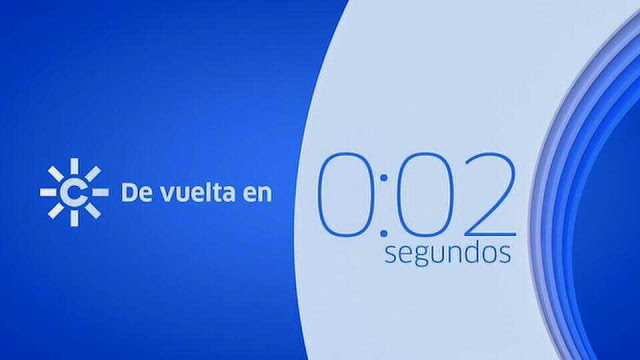 De vuelta en
0:02
segundos